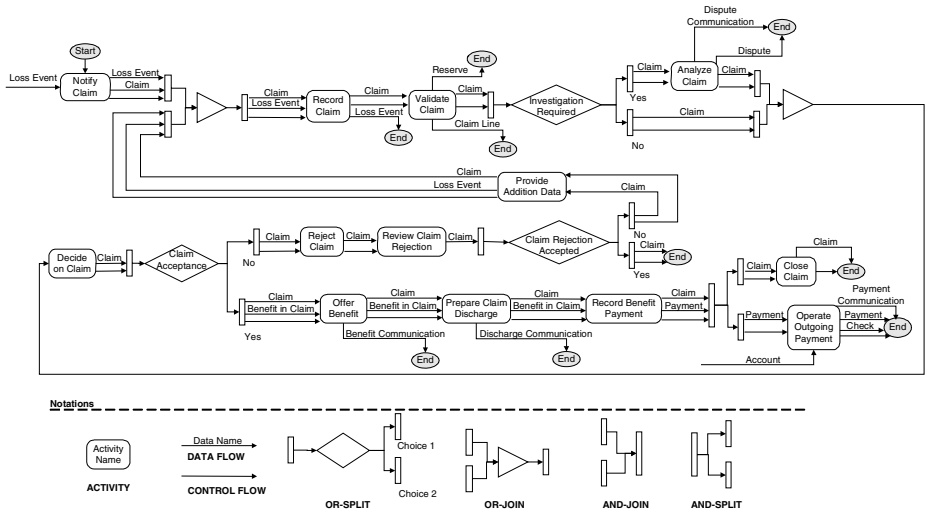 Dispute
Communication
End
Start
End
Dispute
Loss Event
Loss Event
Reserve
Claim
Claim
Notify
Claim
Claim
Analyze
Claim
Claim
Claim
Loss Event
Record
Claim
Claim
Validate
Claim
Claim
Investigation
Required
Yes
Loss Event
Claim
Claim Line
End
End
No
Claim
Provide
Addition Data
Loss Event
Claim
No
Decide
on Claim
Claim
Claim
Acceptance
Claim
Reject
Claim
Claim
Review Claim
Rejection
Claim
Claim Rejection
Accepted
Claim
End
Claim
No
Yes
Claim
Close
Claim
End
Claim
Claim
Claim
Claim
Payment
Communication
Benefit in Claim
Offer
Benefit
Benefit in Claim
Prepare Claim
Discharge
Benefit in Claim
Record Benefit
Payment
Payment
Payment
Operate
Outgoing
Payment
Payment
Check
End
Yes
Benefit Communication
Discharge Communication
End
End
Account
Notations
Activity
Name
Data Name
DATA FLOW
Choice 1
ACTIVITY
CONTROL FLOW
Choice 2
OR-SPLIT
OR-JOIN
AND-JOIN
AND-SPLIT